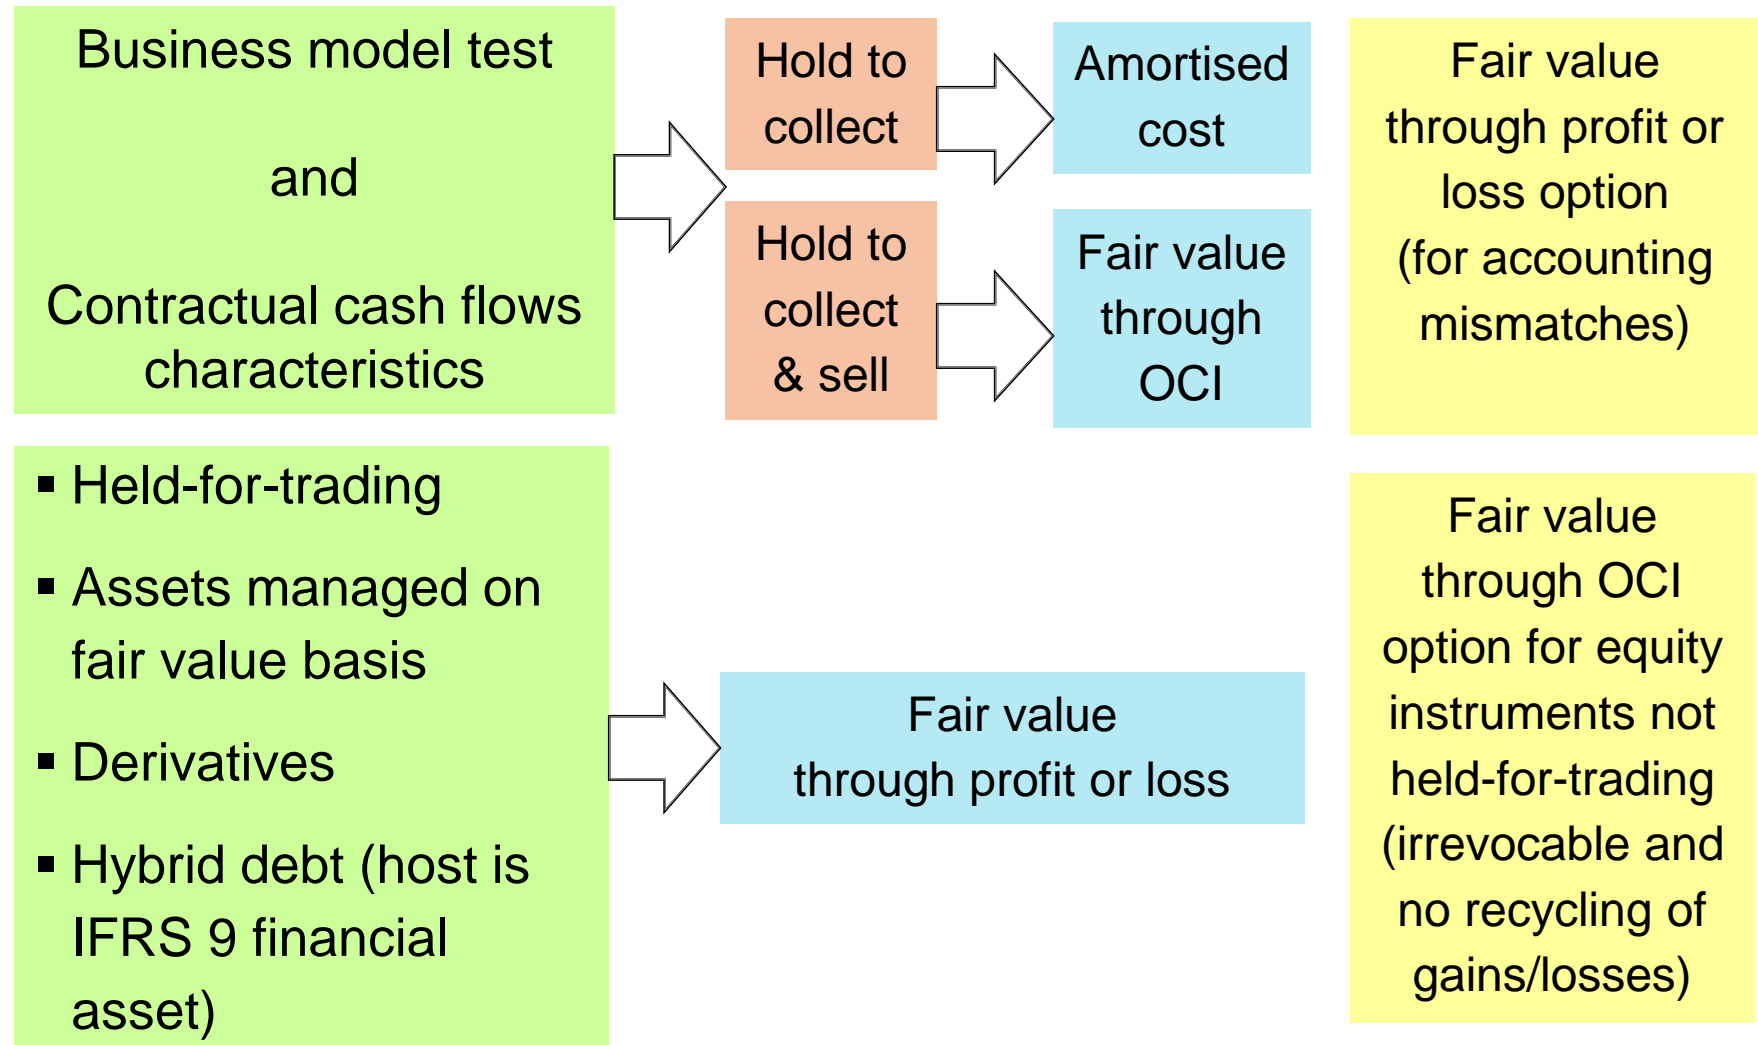 Business model test
and
Contractual cash flows
characteristics
Hold to
collect
Amortised
cost
Hold to
collect
& sell
Fair value
through
OCI
Fair value
through profit or
loss option
(for accounting
mismatches)
▪ Held-for-trading
▪ Assets managed on
fair value basis
▪ Derivatives
▪ Hybrid debt (host is
IFRS 9 financial
asset)
Fair value
through profit or loss
Fair value
through OCI
option for equity
instruments not
held-for-trading
(irrevocable and
no recycling of
gains/losses)